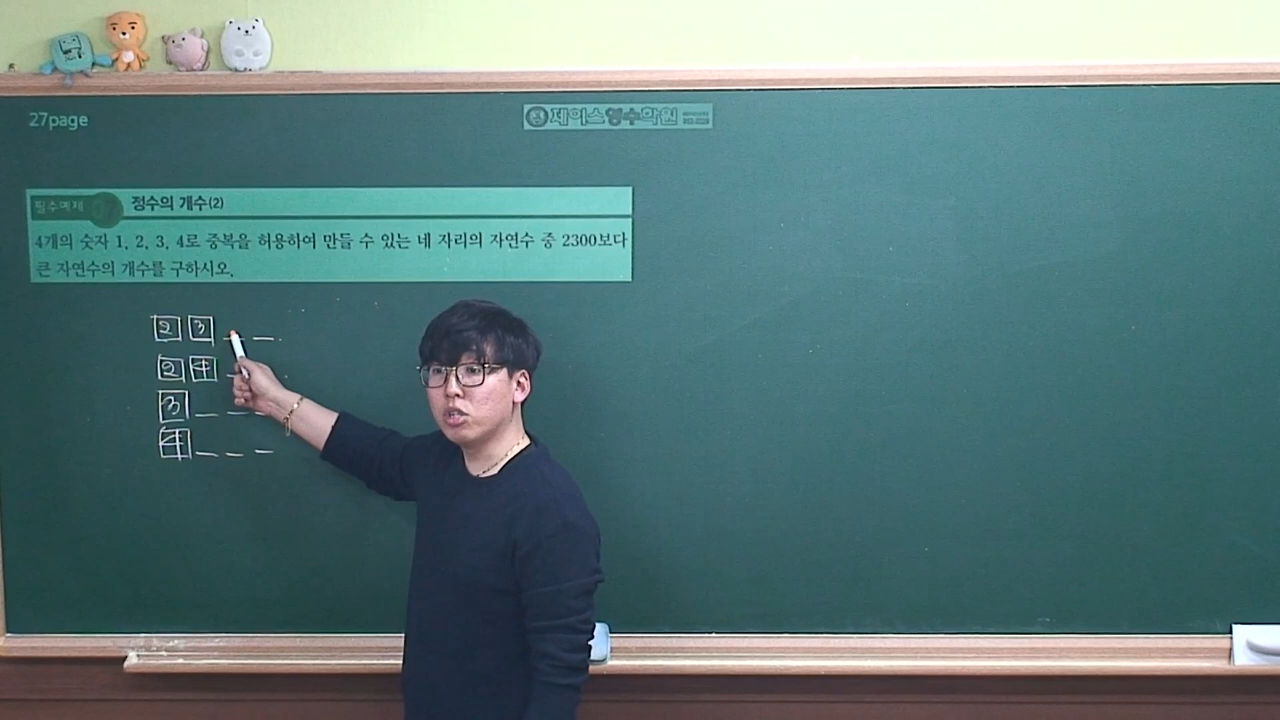 27page
제이스영수학원
필수예제 07 정수의 개수(2)
4개의 숫자 1, 2, 3, 4로 중복을 허용하여 만들 수 있는 네 자리의 자연수 중 2300보다
큰 자연수의 개수를 구하시오.
2 3 _ _
2 4 _
3 _ _ _
4 _ _ _